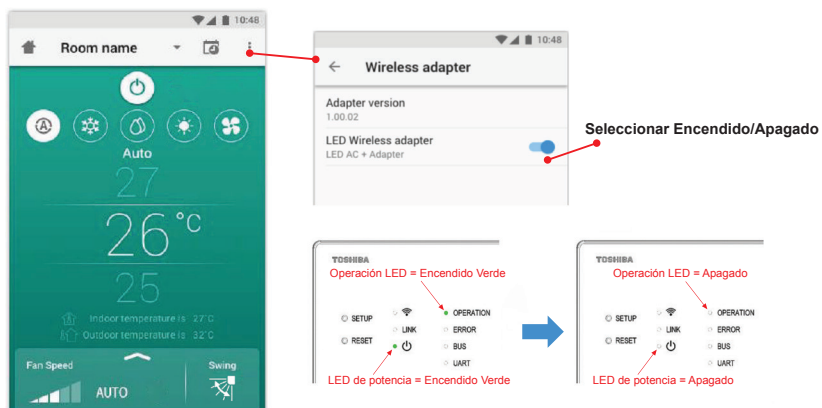 10:48
Room name
A
Auto
27
26°C
25
Indoor temperature is 27°C
Outdoor temperature is 32°C
Fan Speed
Swing
AUTO
10:48
Wireless adapter
Adapter version
1.00.02
LED Wireless adapter
LED AC + Adapter
Seleccionar Encendido/Apagado
TOSHIBA
Operación LED = Encendido Verde
SETUP
RESET
LINK
OPERATION
ERROR
BUS
UART
LED de potencia = Encendido Verde
TOSHIBA
Operación LED = Apagado
SETUP
RESET
LINK
OPERATION
ERROR
BUS
UART
LED de potencia = Apagado